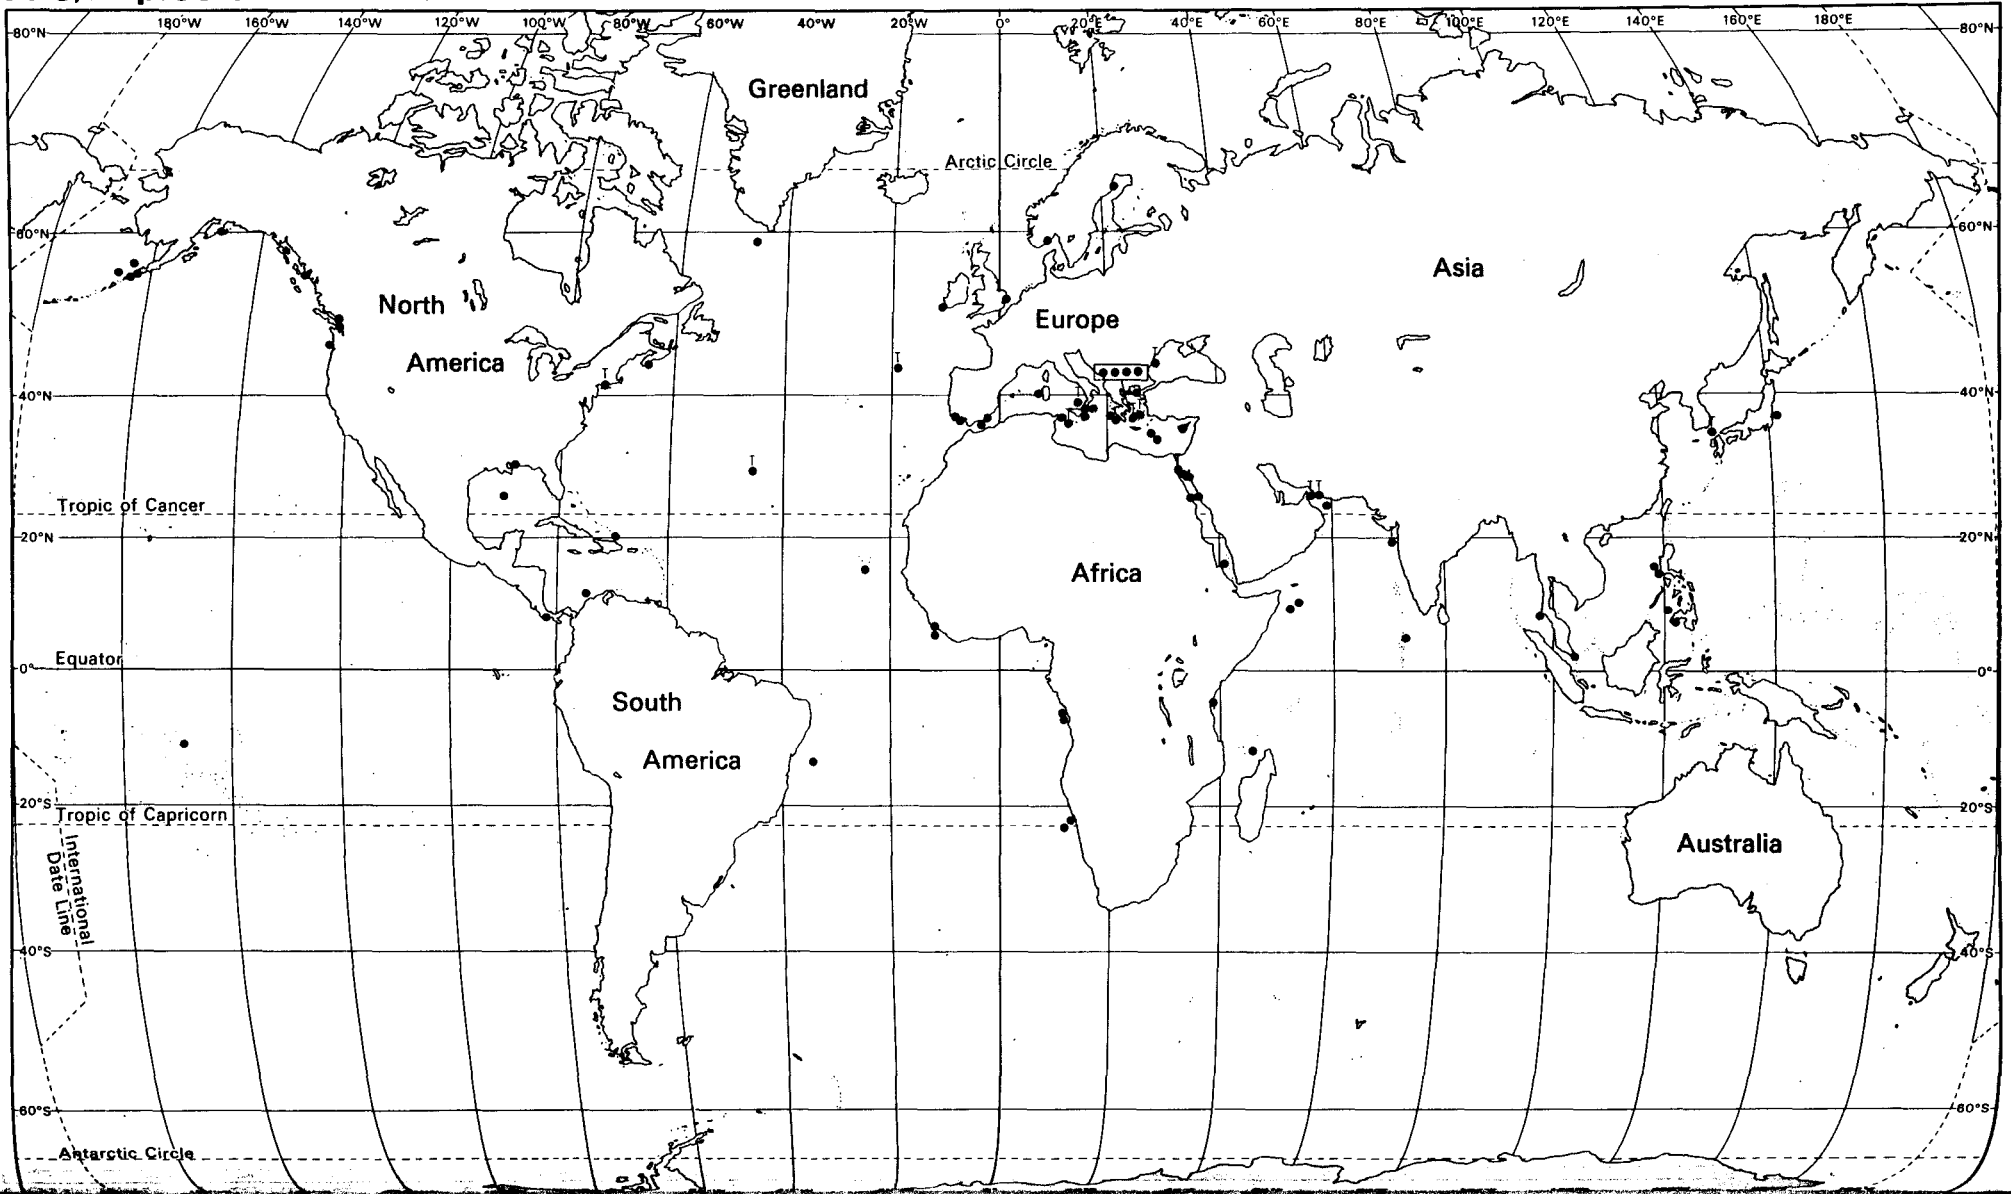 180°W 160°W 140°W 120°W 100°W 80°W 60°W 40°W 20°W 0° 20°E 40°E 60°E 80°E 100°E 120°E 140°E 160°E 180°E
80°N 80°N
Greenland
Arctic Circle
60°N 60°N
Asia
North
Europe
America
40°N 40°N
T
T
T
T
T T
Tropic of Cancer
20°N 20°N
Africa
Equator
0° 0°
South
America
20°S 20°S
Tropic of Capricorn
International
Date Line
Australia
40°S 40°S
60°S 60°S
Antarctic Circle